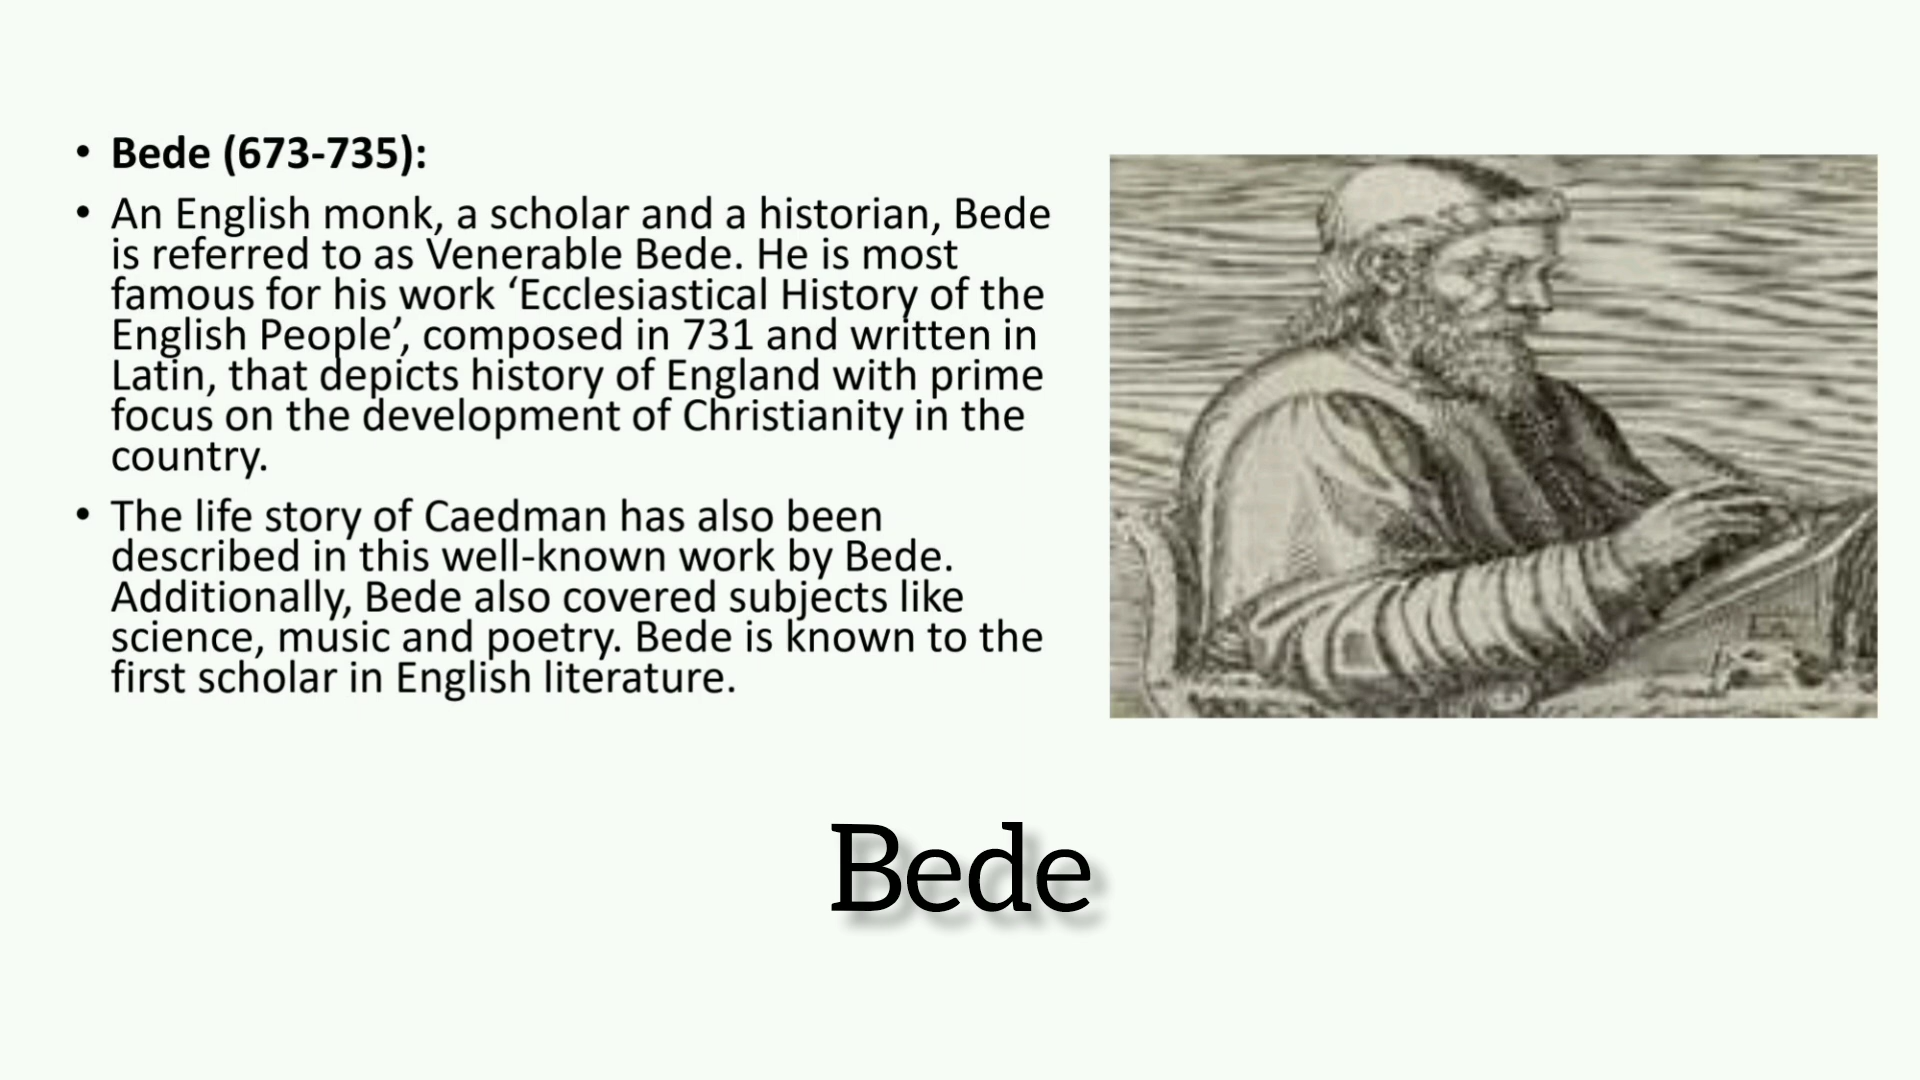 • Bede (673-735):
• An English monk, a scholar and a historian, Bede
is referred to as Venerable Bede. He is most
famous for his work ‘Ecclesiastical History of the
English People’, composed in 731 and written in
Latin, that depicts history of England with prime
focus on the development of Christianity in the
country.
• The life story of Caedman has also been
described in this well-known work by Bede.
Additionally, Bede also covered subjects like
science, music and poetry. Bede is known to the
first scholar in English literature.
Bede